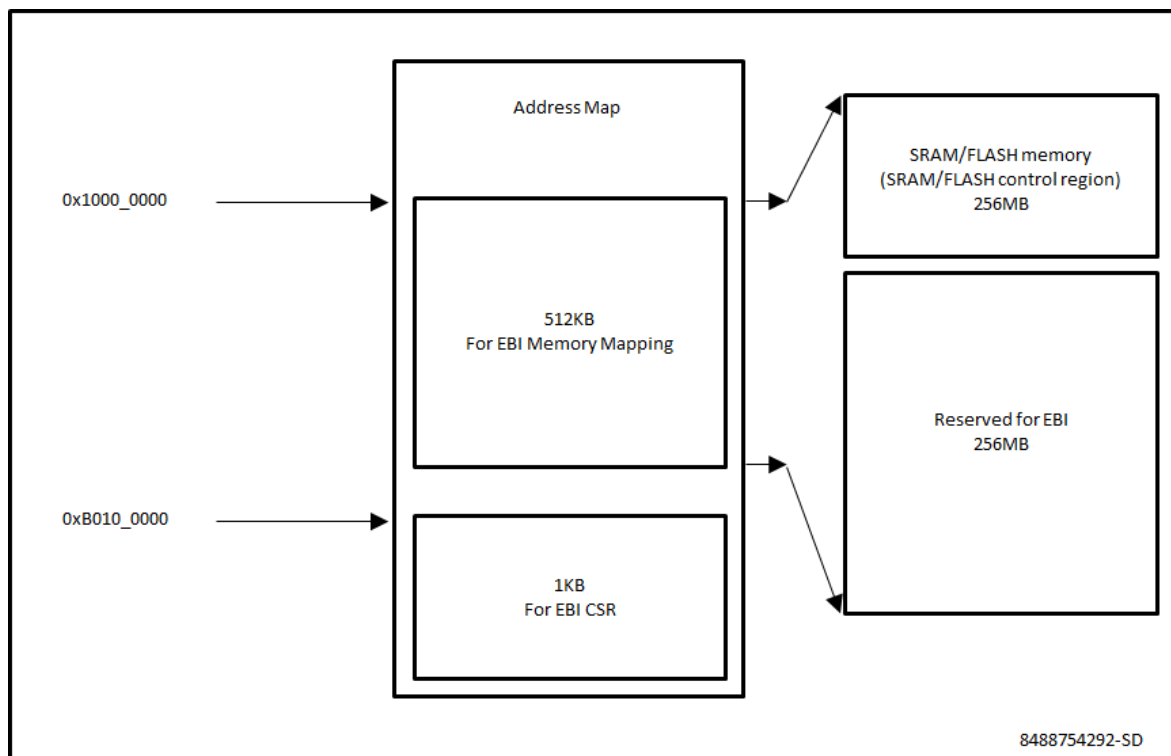 Address Map
0x1000_0000
512KB
For EBI Memory Mapping
0xB010_0000
1KB
For EBI CSR
SRAM/FLASH memory
(SRAM/FLASH control region)
256MB
Reserved for EBI
256MB
8488754292-SD